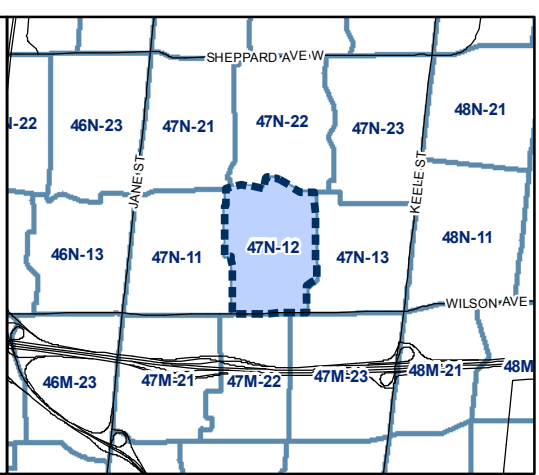 SHEPPARD AVE W
N-22
46N-23
47N-21
47N-22
47N-23
48N-21
JANE ST
KEELE ST
46N-13
47N-11
47N-12
47N-13
48N-11
WILSON AVE
46M-23
47M-21
47M-22
47M-23
48M-21
48M